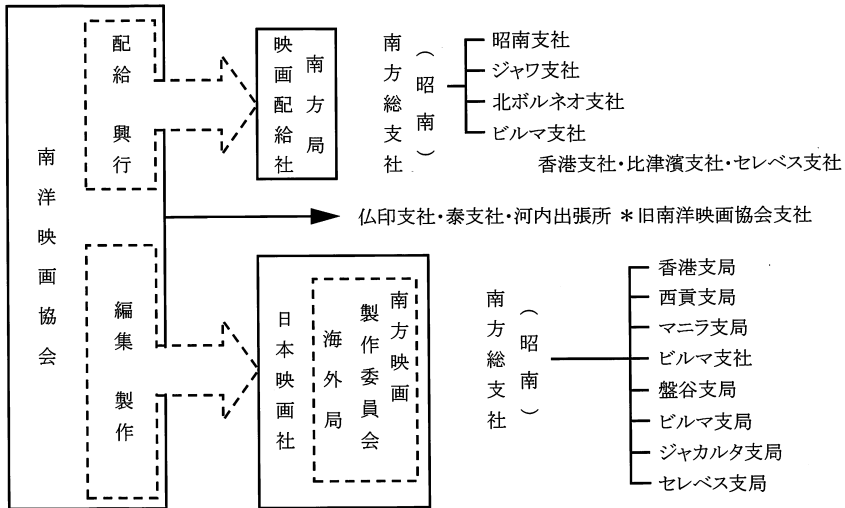 南洋映画協会
配給 興行
映画配給社
南方局
南方総支社
（昭南）
昭南支社
ジャワ支社
北ボルネオ支社
ビルマ支社
香港支社・比津濱支社・セレベス支社
仏印支社・泰支社・河内出張所 ＊旧南洋映画協会支社
編集 製作
日本映画社
南方映画
製作委員会
海外局
南方総支社
（昭南）
香港支局
西貢支局
マニラ支局
ビルマ支社
盤谷支局
ビルマ支局
ジャカルタ支局
セレベス支局